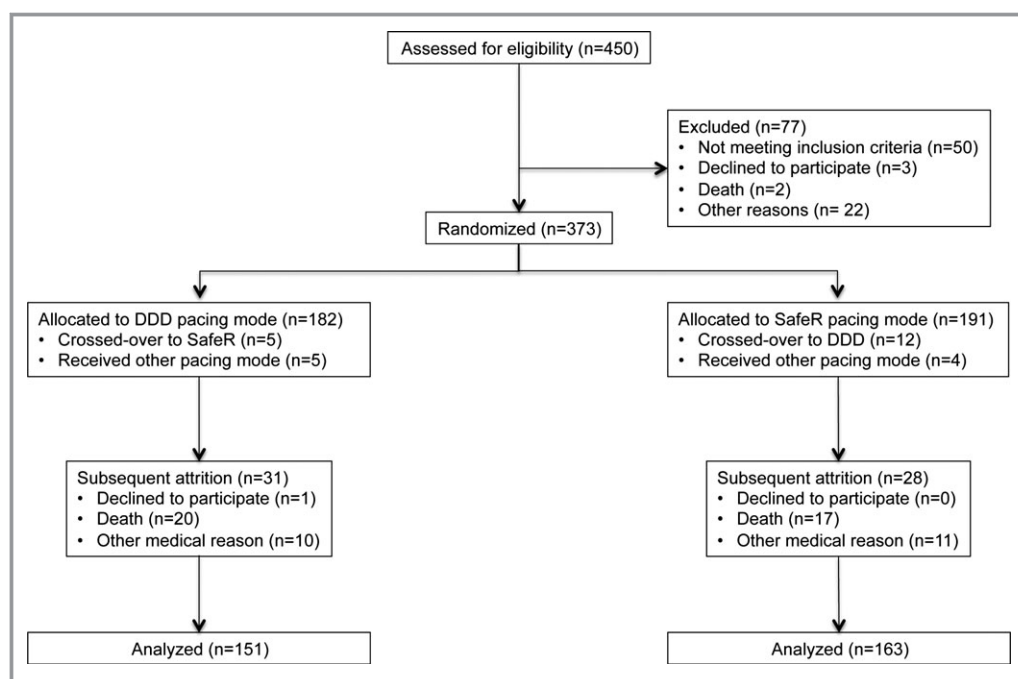 Assessed for eligibility (n=450)
Excluded (n=77)
• Not meeting inclusion criteria (n=50)
• Declined to participate (n=3)
• Death (n=2)
• Other reasons (n= 22)
Randomized (n=373)
Allocated to DDD pacing mode (n=182)
• Crossed-over to SafeR (n=5)
• Received other pacing mode (n=5)
Allocated to SafeR pacing mode (n=191)
• Crossed-over to DDD (n=12)
• Received other pacing mode (n=4)
Subsequent attrition (n=31)
• Declined to participate (n=1)
• Death (n=20)
• Other medical reason (n=10)
Subsequent attrition (n=28)
• Declined to participate (n=0)
• Death (n=17)
• Other medical reason (n=11)
Analyzed (n=151)
Analyzed (n=163)